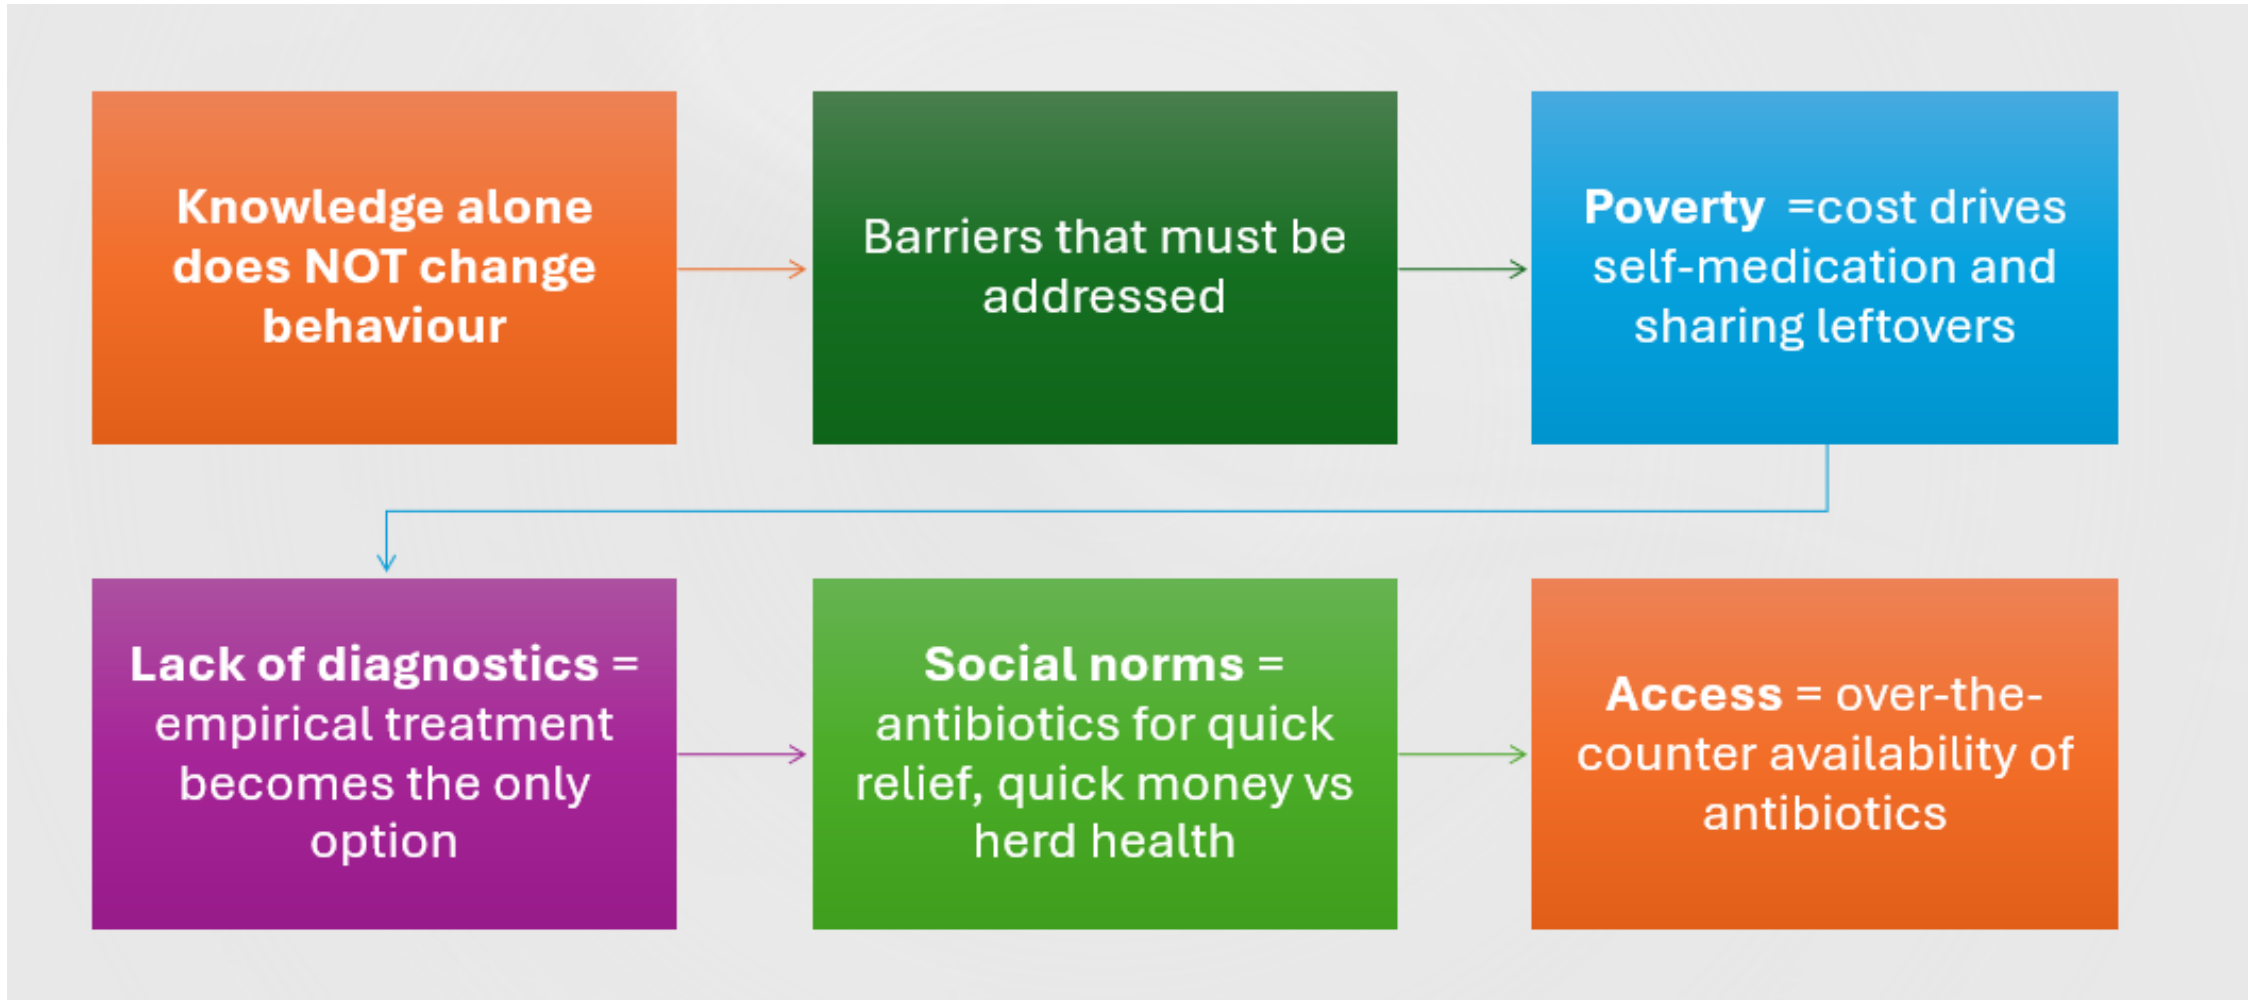 Knowledge alone
does NOT change
behaviour
Barriers that must be
addressed
Poverty =cost drives
self-medication and
sharing leftovers
Lack of diagnostics =
empirical treatment
becomes the only
option
Social norms =
antibiotics for quick
relief, quick money vs
herd health
Access = over-the-
counter availability of
antibiotics